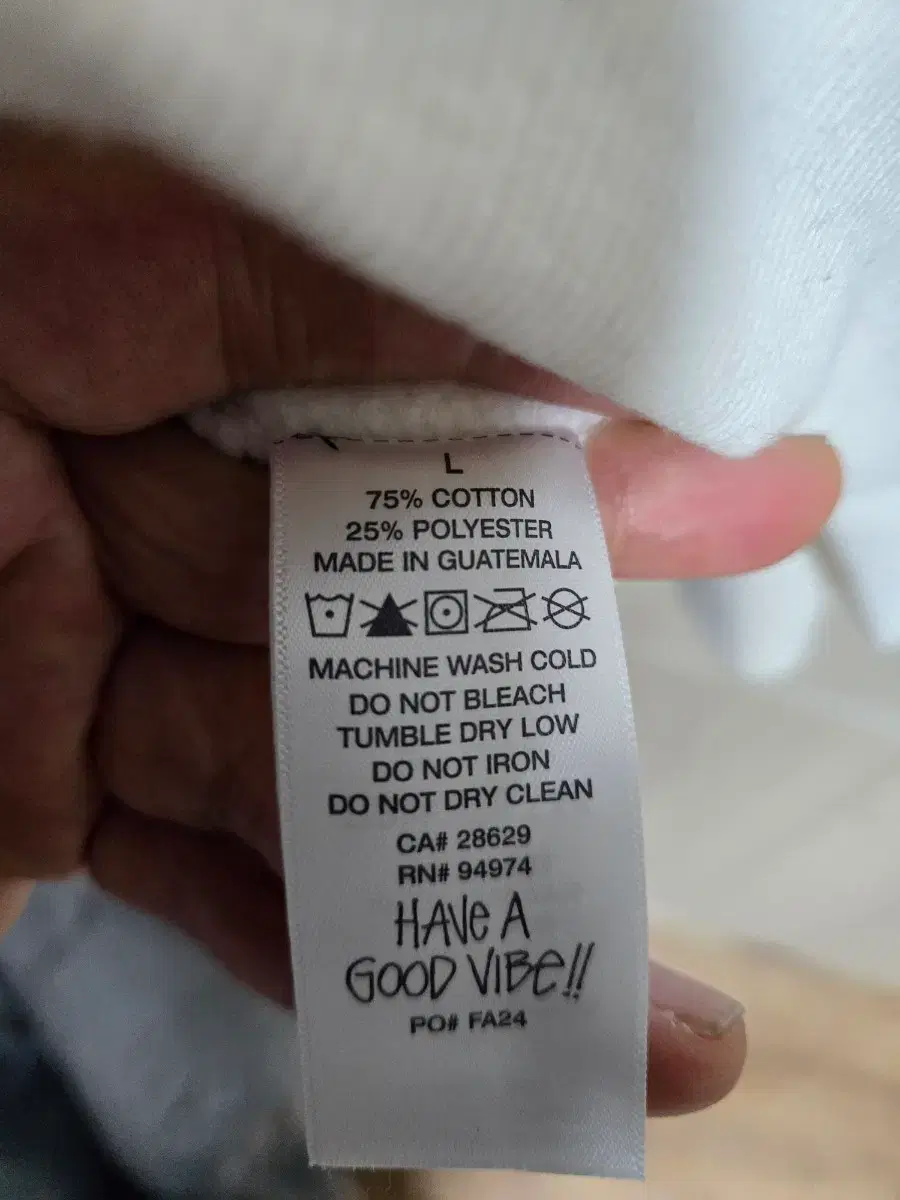 L
75% COTTON
25% POLYESTER
MADE IN GUATEMALA
MACHINE WASH COLD
DO NOT BLEACH
TUMBLE DRY LOW
DO NOT IRON
DO NOT DRY CLEAN
CA# 28629
RN# 94974
HAVe A
GOOD VIBe!!
PO# FA24